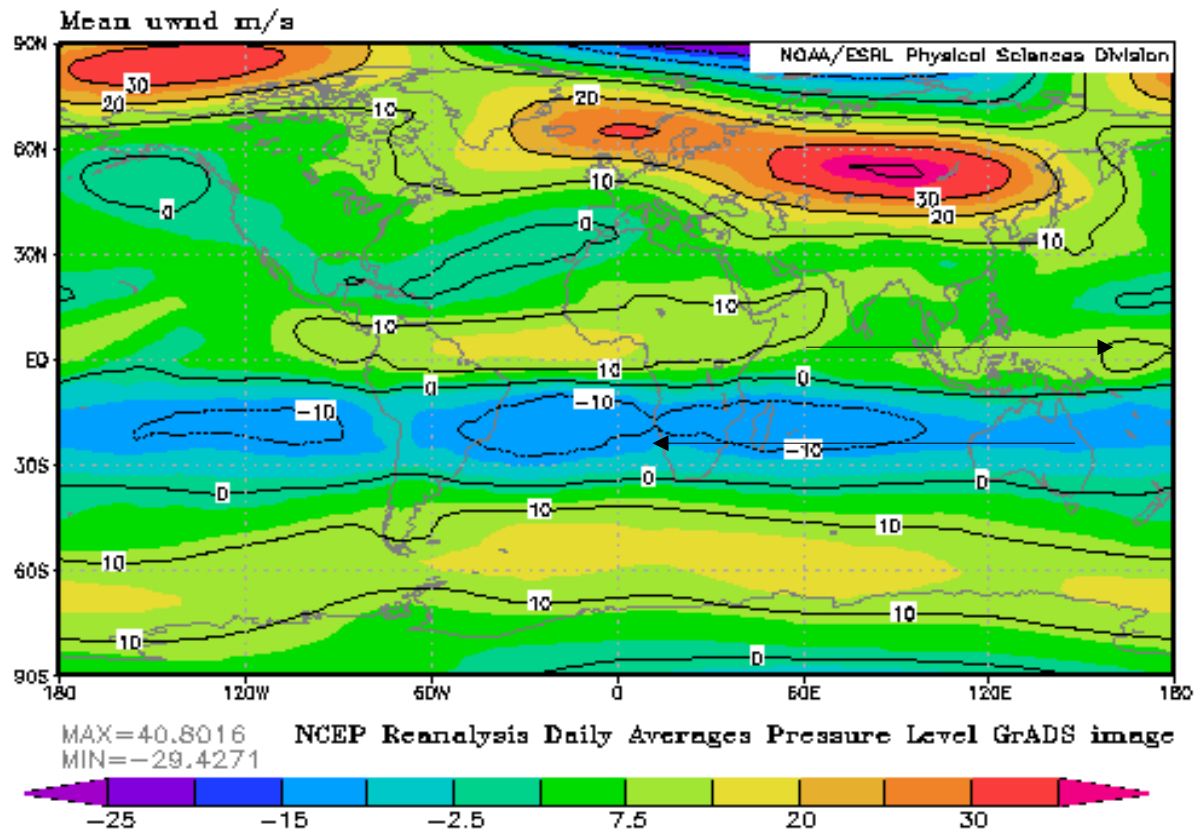 Mean uwnd m/s
90N
NOAA/ESRL Physical Sciences Division
30
20
20
10
60N
0
10
30
20
0
10
30N
10
10
EQ
10
0
0
-10
-10
-10
30S
0
0
0
10
10
10
60S
10
10
10
0
90S
180 120W 60W 0 60E 120E 180
MAX=40.8016
NCEP Reanalysis Daily Averages Pressure Level GrADS image
MIN=-29.4271
-25 -15 -2.5 7.5 20 30